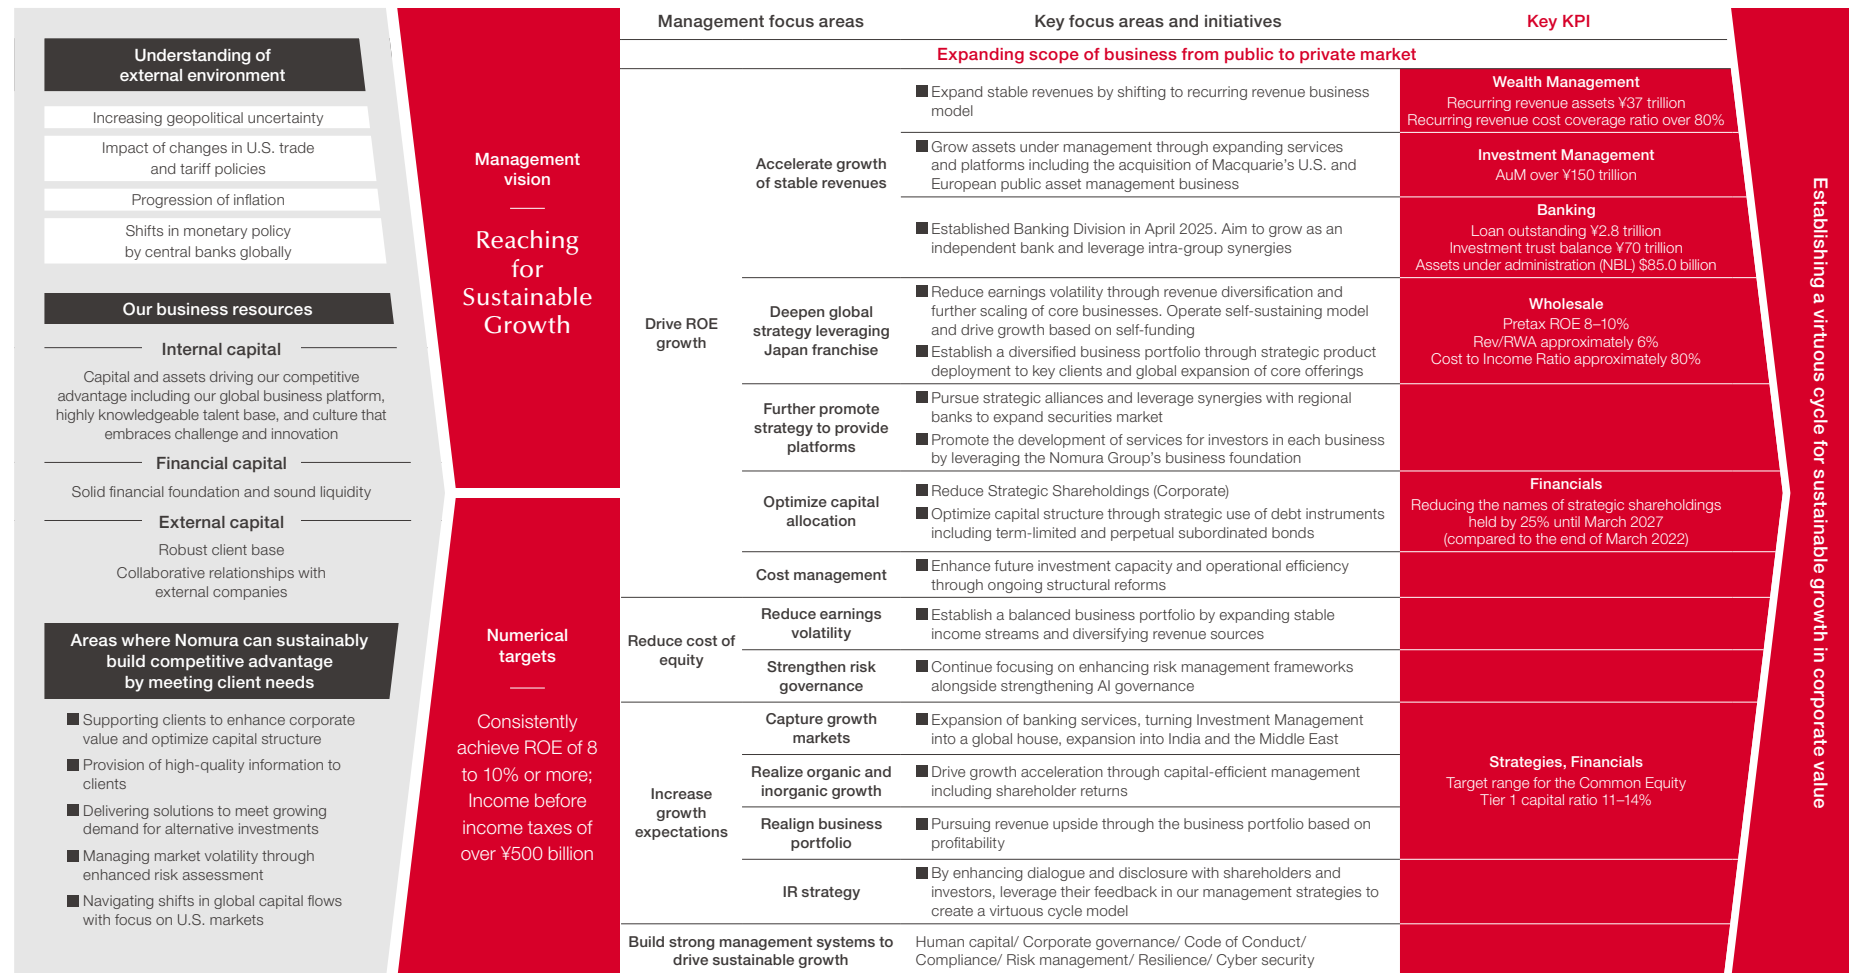 Understanding of
external environment
Increasing geopolitical uncertainty
Impact of changes in U.S. trade
and tariff policies
Progression of inflation
Shifts in monetary policy
by central banks globally
Our business resources
Internal capital
Capital and assets driving our competitive
advantage including our global business platform,
highly knowledgeable talent base, and culture that
embraces challenge and innovation
Financial capital
Solid financial foundation and sound liquidity
External capital
Robust client base
Collaborative relationships with
external companies
Areas where Nomura can sustainably
build competitive advantage
by meeting client needs
■ Supporting clients to enhance corporate
value and optimize capital structure
■ Provision of high-quality information to
clients
■ Delivering solutions to meet growing
demand for alternative investments
■ Managing market volatility through
enhanced risk assessment
■ Navigating shifts in global capital flows
with focus on U.S. markets
Management
vision
Reaching
for
Sustainable
Growth
Numerical
targets
Consistently
achieve ROE of 8
to 10% or more;
Income before
income taxes of
over ¥500 billion
Management focus areas
Key focus areas and initiatives
Key KPI
Expanding scope of business from public to private market
Drive ROE
growth
Accelerate growth
of stable revenues
■ Expand stable revenues by shifting to recurring revenue business
model
Wealth Management
Recurring revenue assets ¥37 trillion
Recurring revenue cost coverage ratio over 80%
■ Grow assets under management through expanding services
and platforms including the acquisition of Macquarie's U.S. and
European public asset management business
Investment Management
AuM over ¥150 trillion
■ Established Banking Division in April 2025. Aim to grow as an
independent bank and leverage intra-group synergies
Banking
Loan outstanding ¥2.8 trillion
Investment trust balance ¥70 trillion
Assets under administration (NBL) $85.0 billion
Deepen global
strategy leveraging
Japan franchise
■ Reduce earnings volatility through revenue diversification and
further scaling of core businesses. Operate self-sustaining model
and drive growth based on self-funding
■ Establish a diversified business portfolio through strategic product
deployment to key clients and global expansion of core offerings
Wholesale
Pretax ROE 8–10%
Rev/RWA approximately 6%
Cost to Income Ratio approximately 80%
Further promote
strategy to provide
platforms
■ Pursue strategic alliances and leverage synergies with regional
banks to expand securities market
■ Promote the development of services for investors in each business
by leveraging the Nomura Group's business foundation
Optimize capital
allocation
■ Reduce Strategic Shareholdings (Corporate)
■ Optimize capital structure through strategic use of debt instruments
including term-limited and perpetual subordinated bonds
Financials
Reducing the names of strategic shareholdings
held by 25% until March 2027
(compared to the end of March 2022)
Cost management
■ Enhance future investment capacity and operational efficiency
through ongoing structural reforms
Reduce cost of
equity
Reduce earnings
volatility
■ Establish a balanced business portfolio by expanding stable
income streams and diversifying revenue sources
Strengthen risk
governance
■ Continue focusing on enhancing risk management frameworks
alongside strengthening AI governance
Increase
growth
expectations
Capture growth
markets
■ Expansion of banking services, turning Investment Management
into a global house, expansion into India and the Middle East
Realize organic and
inorganic growth
■ Drive growth acceleration through capital-efficient management
including shareholder returns
Strategies, Financials
Target range for the Common Equity
Tier 1 capital ratio 11–14%
Realign business
portfolio
■ Pursuing revenue upside through the business portfolio based on
profitability
IR strategy
■ By enhancing dialogue and disclosure with shareholders and
investors, leverage their feedback in our management strategies to
create a virtuous cycle model
Build strong management systems to
drive sustainable growth
Human capital/ Corporate governance/ Code of Conduct/
Compliance/ Risk management/ Resilience/ Cyber security
Establishing a virtuous cycle for sustainable growth in corporate value